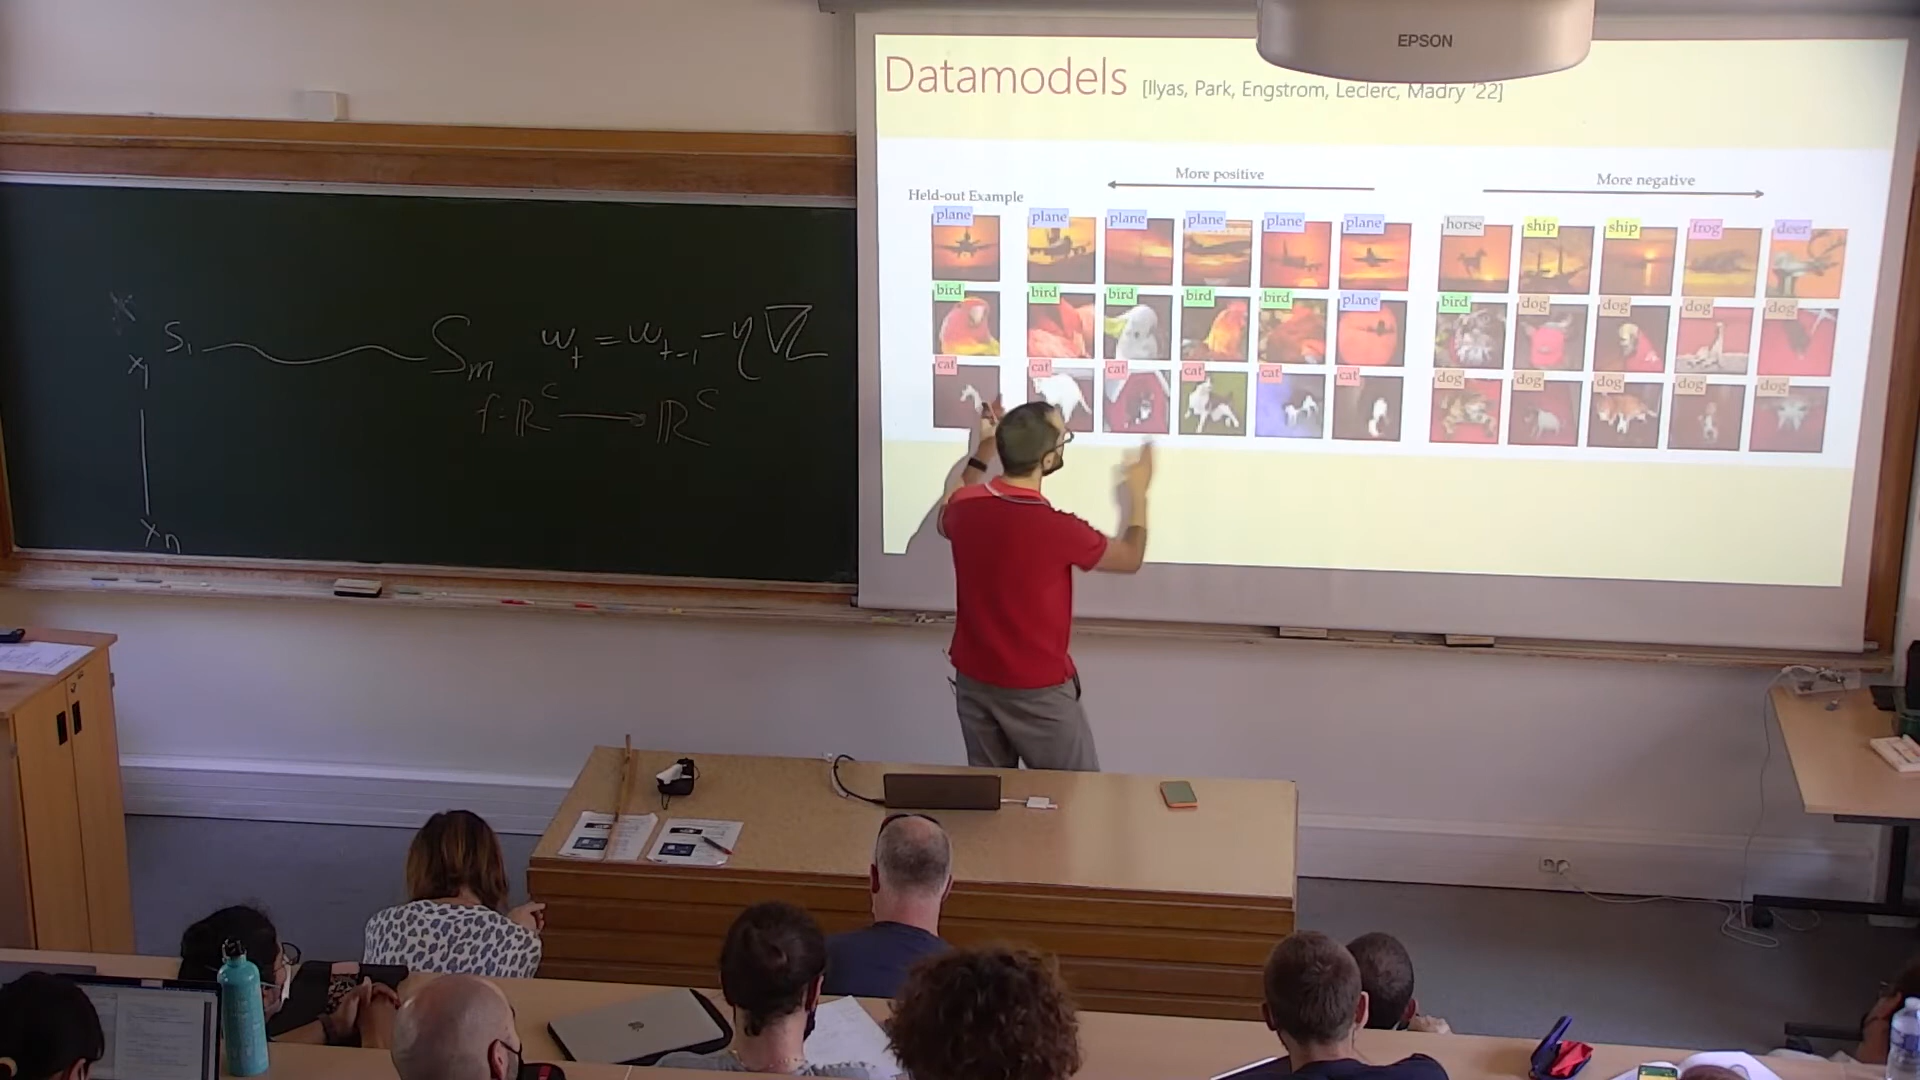 EPSON
Datamodels [Ilyas, Park, Engstrom, Leclerc, Madry '22]
More positive
More negative
Held-out Example
plane plane plane plane plane plane horse ship ship frog deer
bird bird bird bird bird plane bird dog dog dog dog
cat cat cat cat cat cat dog dog dog dog dog
S₁ Sₘ wₜ = wₜ₋₁ - η∇L
x₁
f: ℝᶜ → ℝᶜ
xₙ